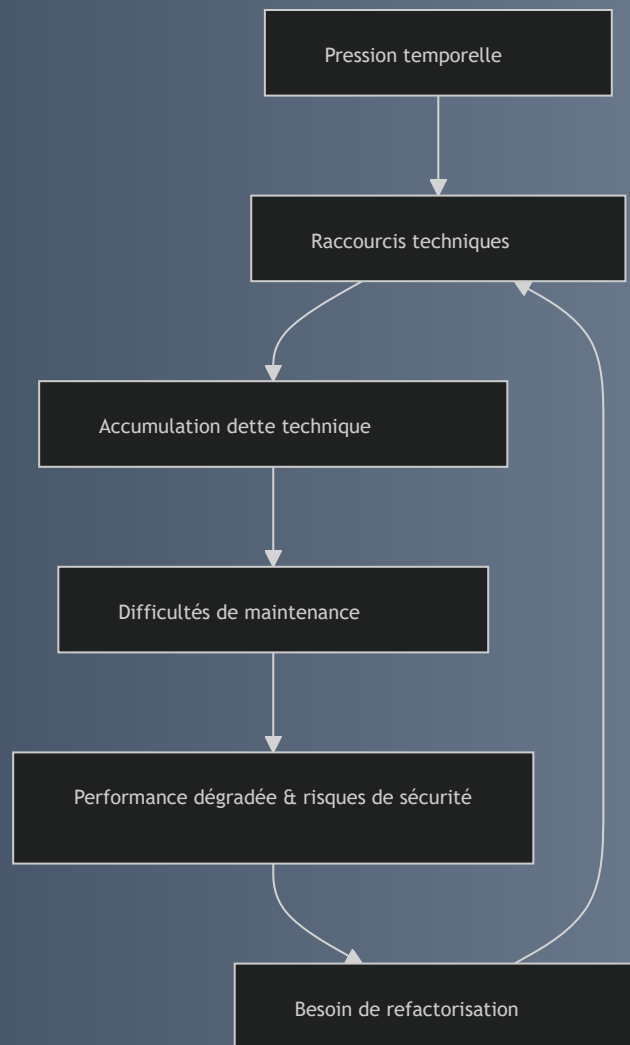 Pression temporelle
Raccourcis techniques
Accumulation dette technique
Difficultés de maintenance
Performance dégradée & risques de sécurité
Besoin de refactorisation